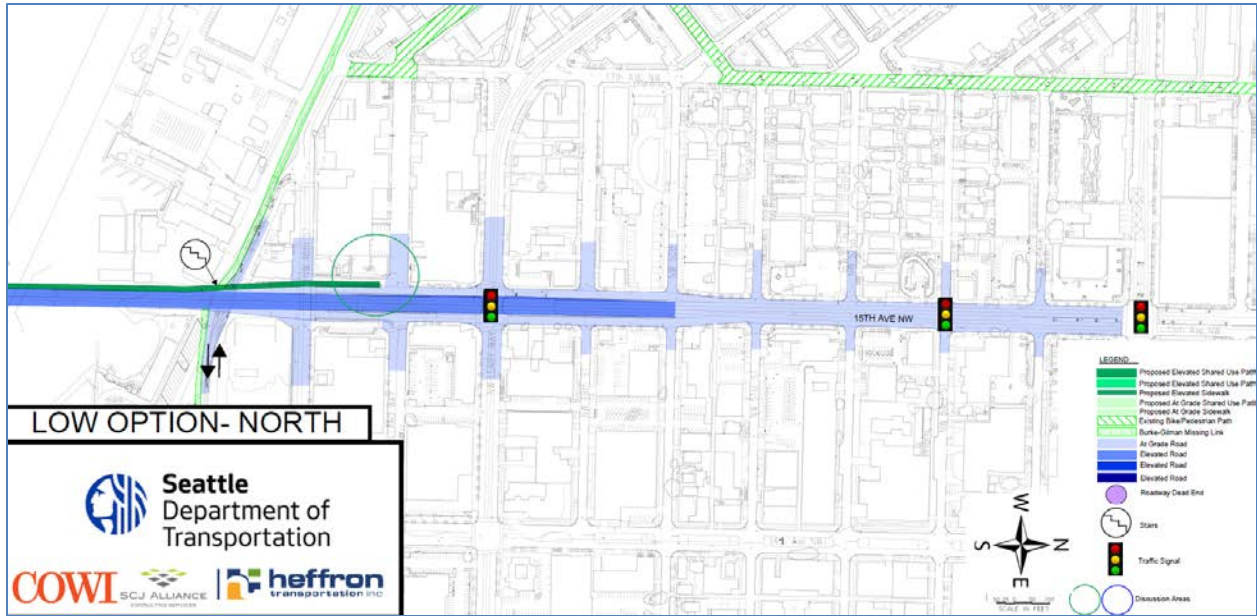 17TH AVE NW
15TH AVE NW
LOW OPTION- NORTH
Seattle
Department of
Transportation
COWI
SCJ ALLIANCE
CONSULTING SERVICES
heffron
transportation inc
LEGEND
Proposed Elevated Shared Use Path
Proposed Elevated Shared Use Path
Proposed Elevated Sidewalk
Proposed At Grade Shared Use Path
Proposed At Grade Sidewalk
Existing Bike/Pedestrian Path
Burke-Gilman Missing Link
At Grade Road
Elevated Road
Elevated Road
Elevated Road
Roadway Dead End
Stairs
Traffic Signal
Discussion Areas
W
S
N
E
SCALE IN FEET